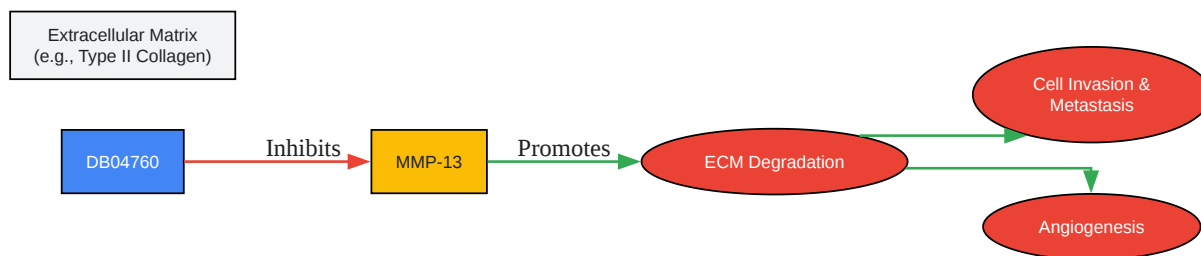 Extracellular Matrix
(e.g., Type II Collagen)
DB04760
Inhibits
MMP-13
Promotes
ECM Degradation
Cell Invasion &
Metastasis
Angiogenesis